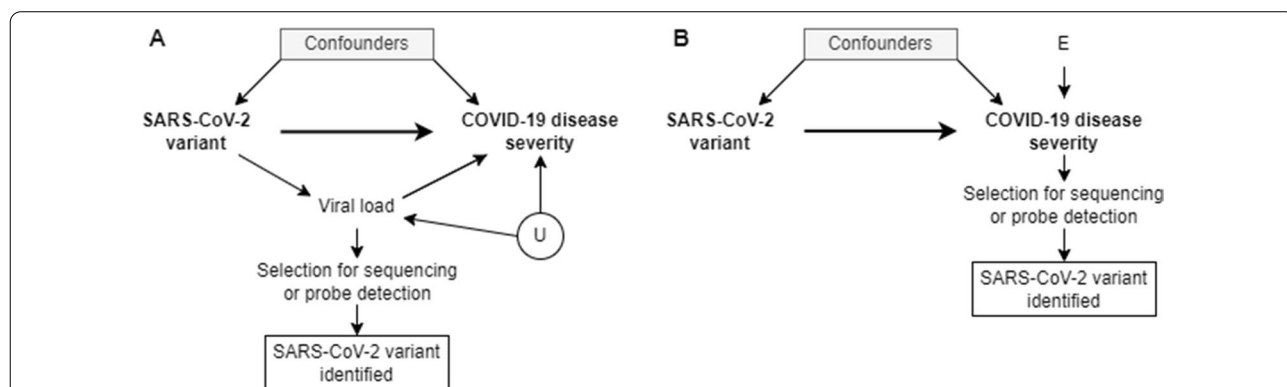 A
Confounders
SARS-CoV-2
variant
COVID-19 disease
severity
Viral load
U
Selection for sequencing
or probe detection
SARS-CoV-2 variant
identified
B
Confounders
E
SARS-CoV-2
variant
COVID-19 disease
severity
Selection for sequencing
or probe detection
SARS-CoV-2 variant
identified